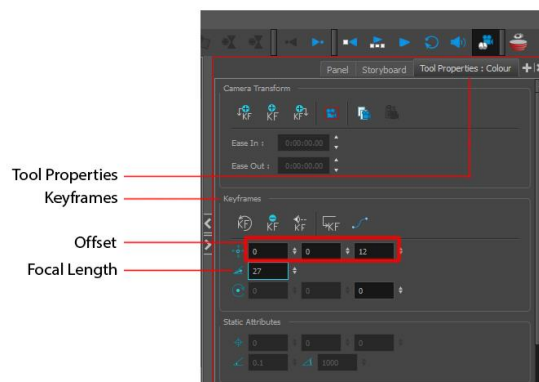 Panel Storyboard Tool Properties : Colour
Camera Transform
KF KF KF
Ease In : 0:00:00.00
Ease Out : 0:00:00.00
Tool Properties
Keyframes
Keyframes
KF KF KF KF
Offset
0 0 12
Focal Length
27
0 0 0
Static Attributes
0 0 0
0.1 1000